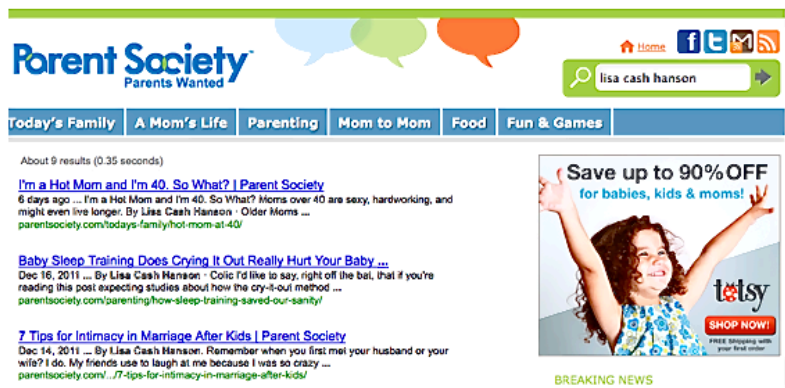 Parent Society™
Parents Wanted
Home
lisa cash hanson
Today's Family
A Mom's Life
Parenting
Mom to Mom
Food
Fun & Games
About 9 results (0.35 seconds)
I'm a Hot Mom and I'm 40. So What? | Parent Society
6 days ago ... I'm a Hot Mom and I'm 40. So What? Moms over 40 are sexy, hardworking, and
might even live longer. By Lisa Cash Hanson · Older Moms ...
parentsociety.com/todays-family/hot-mom-at-40/
Baby Sleep Training Does Crying It Out Really Hurt Your Baby ...
Dec 16, 2011 ... By Lisa Cash Hanson · Colic I'd like to say, right off the bat, that if you're
reading this post expecting studies about how the cry-it-out method ...
parentsociety.com/parenting/how-sleep-training-saved-our-sanity/
7 Tips for Intimacy in Marriage After Kids | Parent Society
Dec 14, 2011 ... By Lisa Cash Hanson. Remember when you first met your husband or your
wife? I do. My friends use to laugh at me because I was so crazy ...
parentsociety.com/.../7-tips-for-intimacy-in-marriage-after-kids/
Save up to 90% OFF
for babies, kids & moms!
totsy
SHOP NOW!
FREE Shipping with
your first order
BREAKING NEWS